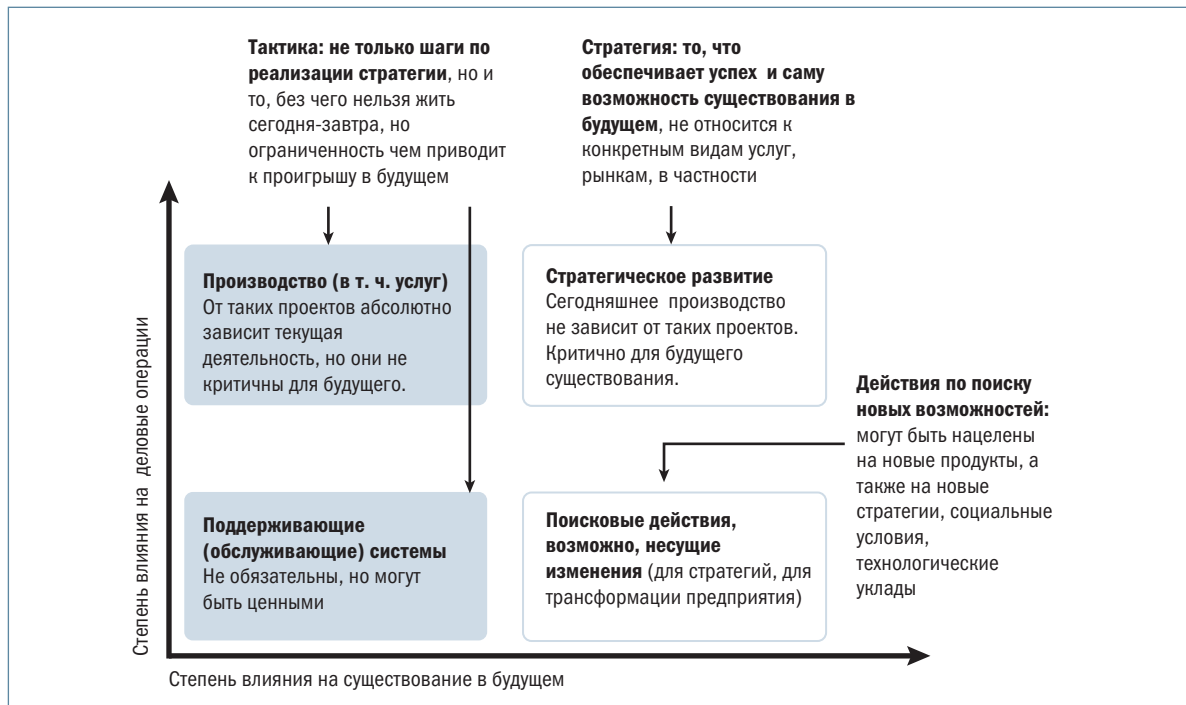 Тактика: не только шаги по
реализации стратегии, но и
то, без чего нельзя жить
сегодня-завтра, но
ограниченность чем приводит
к проигрышу в будущем
Стратегия: то, что
обеспечивает успех и саму
возможность существования в
будущем, не относится к
конкретным видам услуг,
рынкам, в частности
Степень влияния на деловые операции
Производство (в т. ч. услуг)
От таких проектов абсолютно
зависит текущая
деятельность, но они не
критичны для будущего.
Стратегическое развитие
Сегодняшнее производство
не зависит от таких проектов.
Критично для будущего
существования.
Действия по поиску
новых возможностей:
могут быть нацелены
на новые продукты, а
также на новые
стратегии, социальные
условия,
технологические
уклады
Поддерживающие
(обслуживающие) системы
Не обязательны, но могут
быть ценными
Поисковые действия,
возможно, несущие
изменения (для стратегий, для
трансформации предприятия)
Степень влияния на существование в будущем